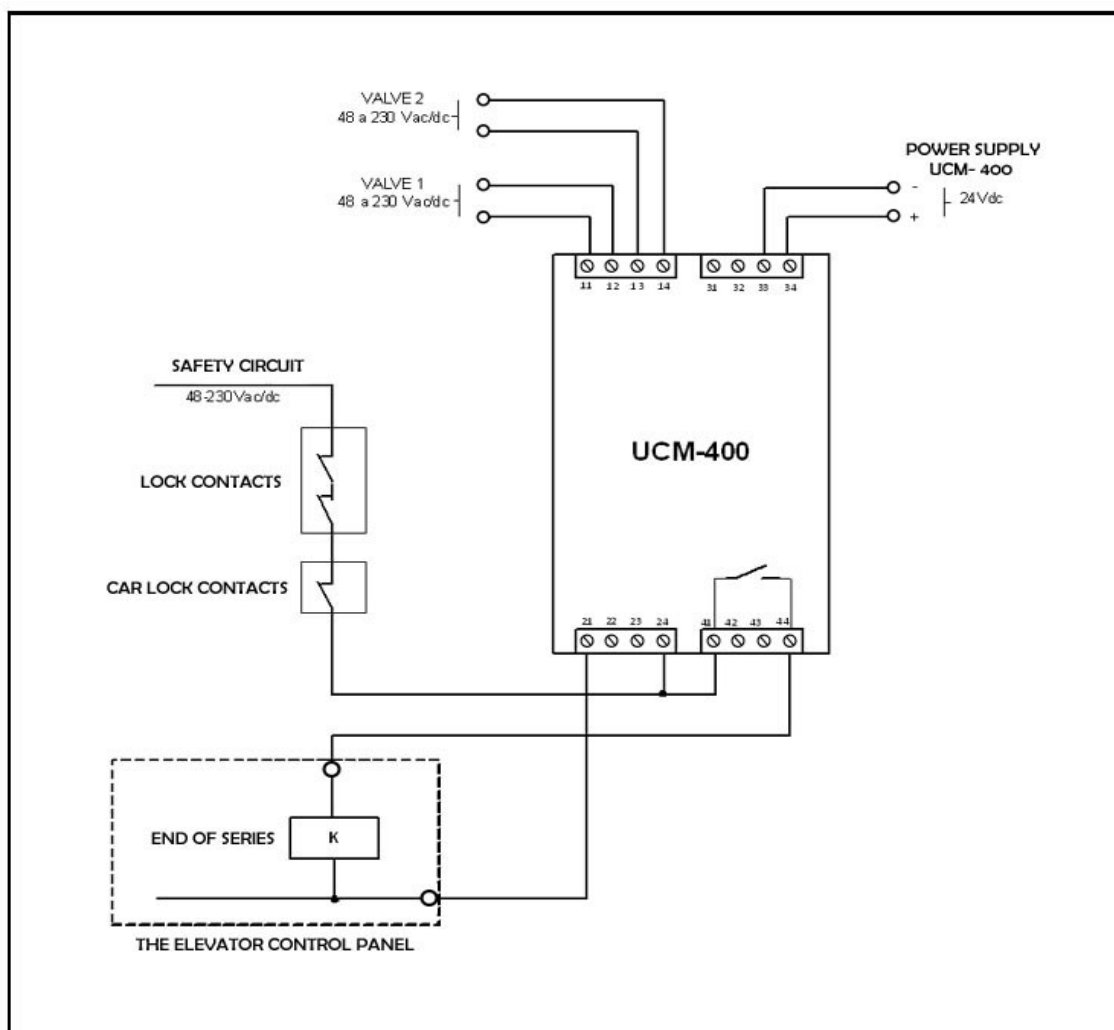 VALVE 2
48 a 230 Vac/dc
VALVE 1
48 a 230 Vac/dc
POWER SUPPLY
UCM- 400
-
24Vdc
+
11 12 13 14
31 32 33 34
SAFETY CIRCUIT
48-230Vac/dc
UCM-400
LOCK CONTACTS
CAR LOCK CONTACTS
21 22 23 24
41 42 43 44
END OF SERIES
K
THE ELEVATOR CONTROL PANEL